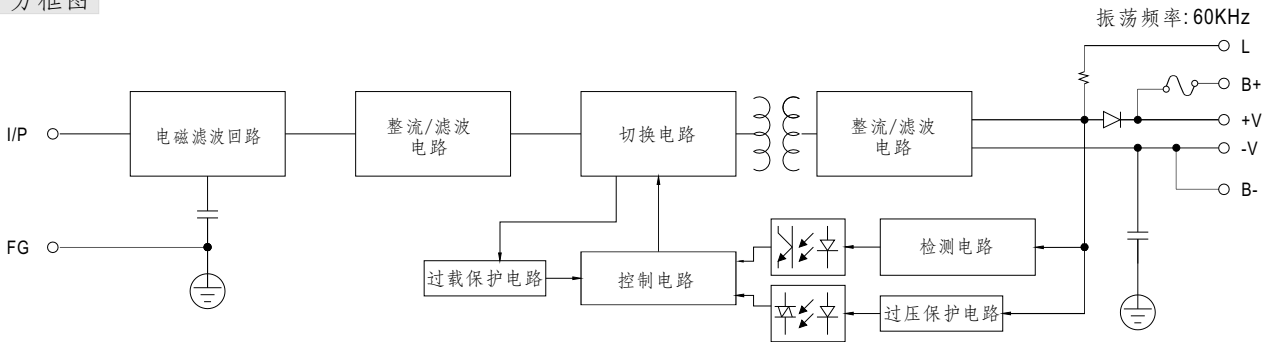 方框图
振荡频率: 60KHz
L
B+
I/P
电磁滤波回路
整流/滤波
电路
切换电路
整流/滤波
电路
+V
-V
B-
FG
检测电路
过载保护电路
控制电路
过压保护电路